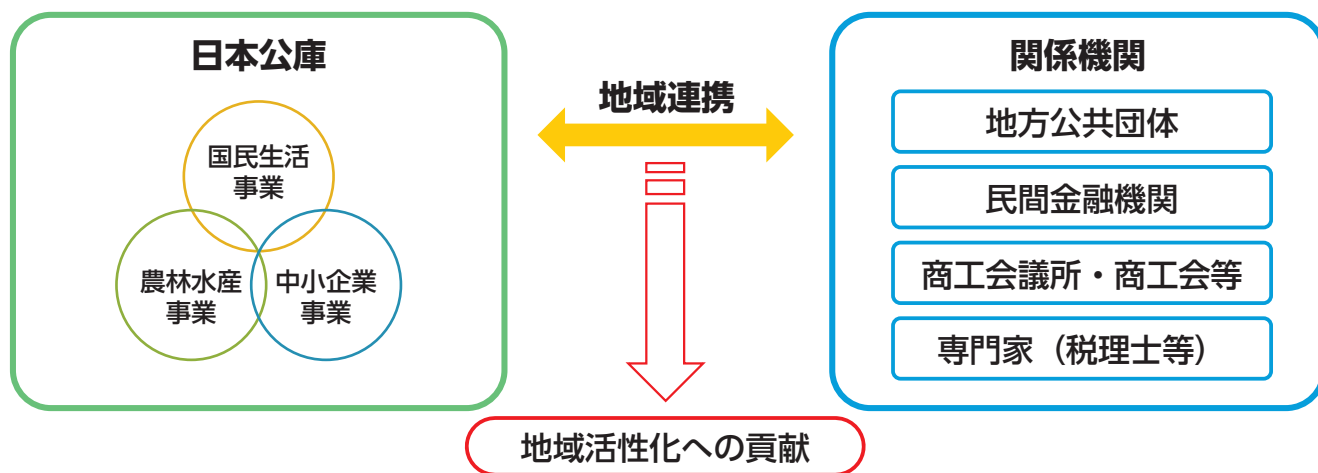 日本公庫
国民生活
事業
農林水産
事業
中小企業
事業
地域連携
関係機関
地方公共団体
民間金融機関
商工会議所・商工会等
専門家（税理士等）
地域活性化への貢献